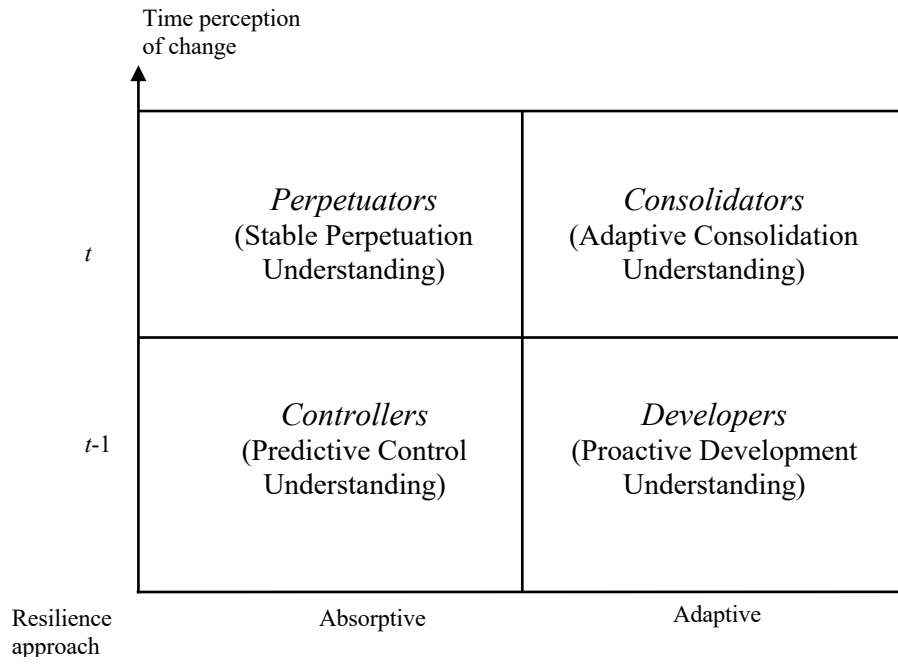 Time perception
of change
Perpetuators
(Stable Perpetuation
Understanding)
Consolidators
(Adaptive Consolidation
Understanding)
t
Controllers
(Predictive Control
Understanding)
Developers
(Proactive Development
Understanding)
t-1
Resilience
approach
Absorptive
Adaptive